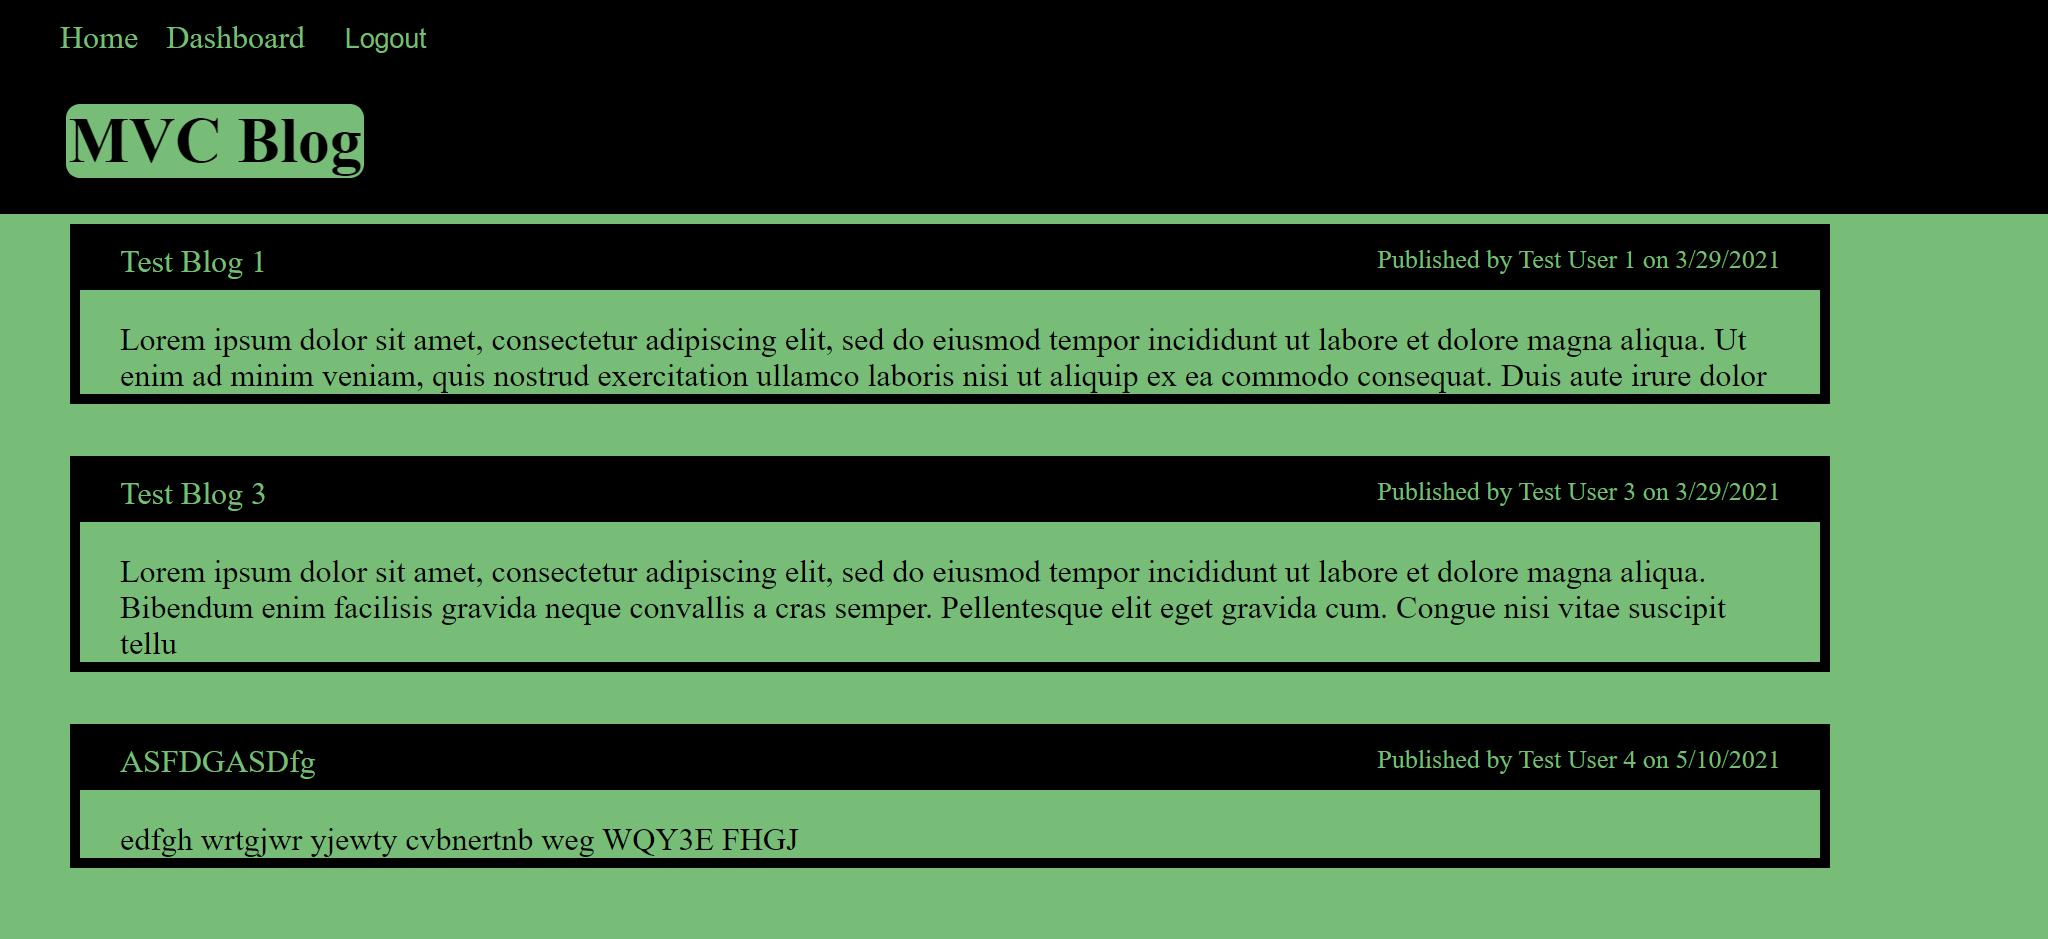 Home Dashboard Logout
MVC Blog
Test Blog 1 Published by Test User 1 on 3/29/2021
Lorem ipsum dolor sit amet, consectetur adipiscing elit, sed do eiusmod tempor incididunt ut labore et dolore magna aliqua. Ut
enim ad minim veniam, quis nostrud exercitation ullamco laboris nisi ut aliquip ex ea commodo consequat. Duis aute irure dolor
Test Blog 3 Published by Test User 3 on 3/29/2021
Lorem ipsum dolor sit amet, consectetur adipiscing elit, sed do eiusmod tempor incididunt ut labore et dolore magna aliqua.
Bibendum enim facilisis gravida neque convallis a cras semper. Pellentesque elit eget gravida cum. Congue nisi vitae suscipit
tellu
ASFDGASDfg Published by Test User 4 on 5/10/2021
edfgh wrtgjwr yjewty cvbnertnb weg WQY3E FHGJ